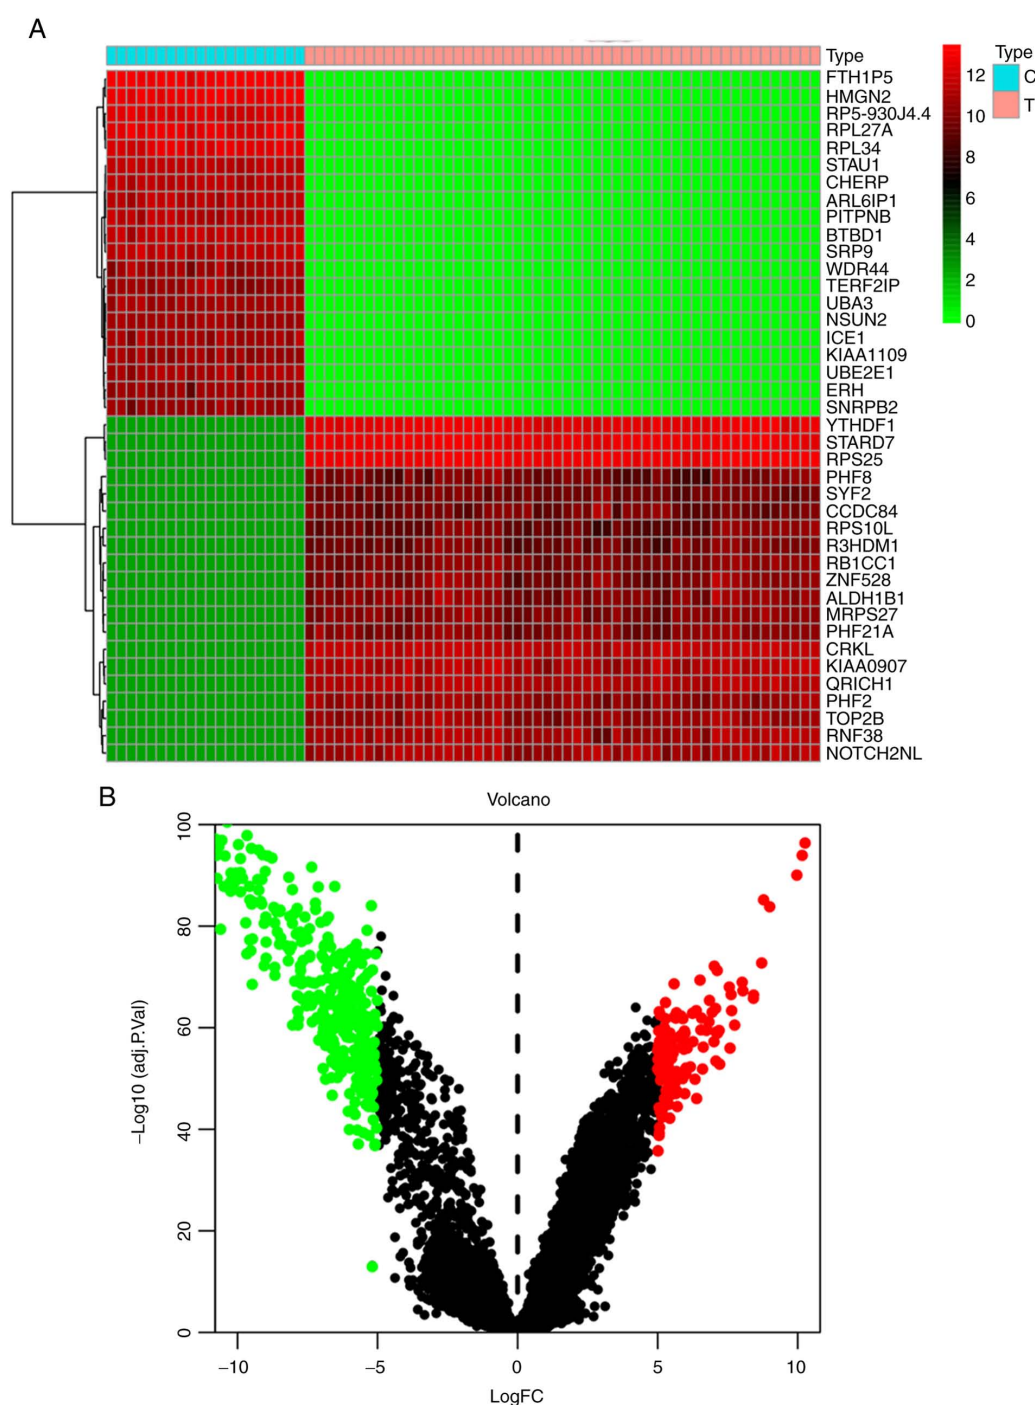 A
Type
FTH1P5
HMGN2
RP5-930J4.4
RPL27A
RPL34
STAU1
CHERP
ARL6IP1
PITPNB
BTBD1
SRP9
WDR44
TERF2IP
UBA3
NSUN2
ICE1
KIAA1109
UBE2E1
ERH
SNRPB2
YTHDF1
STARD7
RPS25
PHF8
SYF2
CCDC84
RPS10L
R3HDM1
RB1CC1
ZNF528
ALDH1B1
MRPS27
PHF21A
CRKL
KIAA0907
QRICH1
PHF2
TOP2B
RNF38
NOTCH2NL
12
10
8
6
4
2
0
Type
C
T
B
Volcano
100
80
60
40
20
0
−Log10 (adj.P.Val)
−10
−5
0
5
10
LogFC